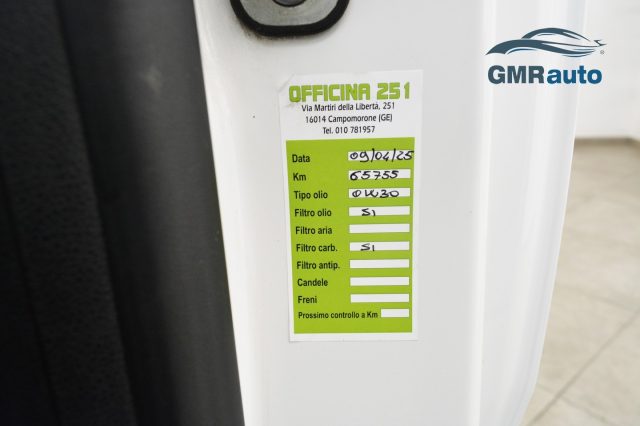 GMRauto
OFFICINA 251
Via Martiri della Libertà, 251
16014 Campomorone (GE)
Tel. 010 781957
Data 09/04/25
Km 65755
Tipo olio 0W30
Filtro olio SI
Filtro aria
Filtro carb. SI
Filtro antip.
Candele
Freni
Prossimo controllo a Km